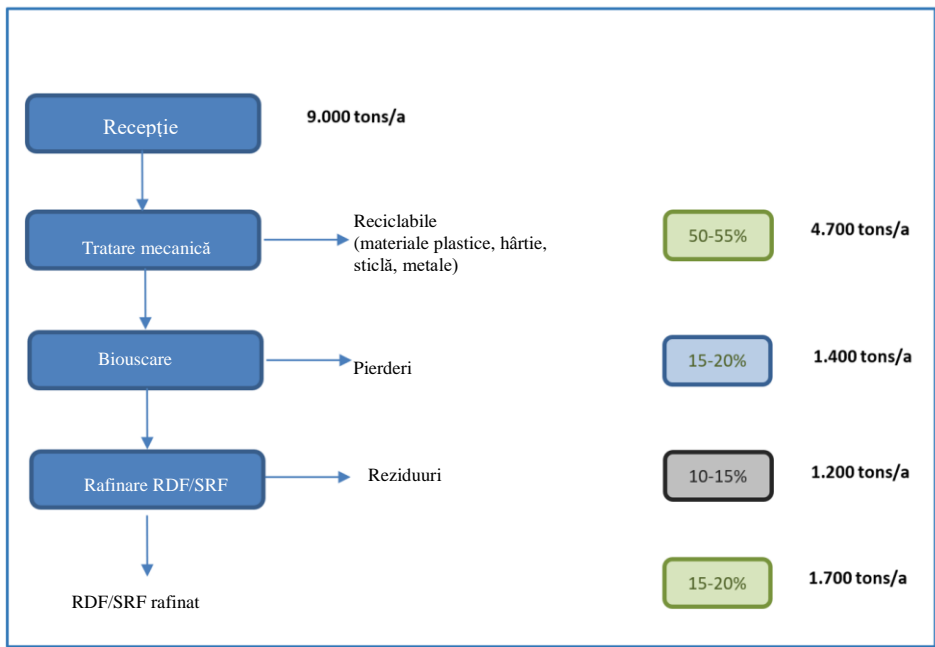 Recepţie
9.000 tons/a
Tratare mecanică
Reciclabile
(materiale plastice, hârtie,
sticlă, metale)
50-55%
4.700 tons/a
Biouscare
Pierderi
15-20%
1.400 tons/a
Rafinare RDF/SRF
Reziduuri
10-15%
1.200 tons/a
RDF/SRF rafinat
15-20%
1.700 tons/a